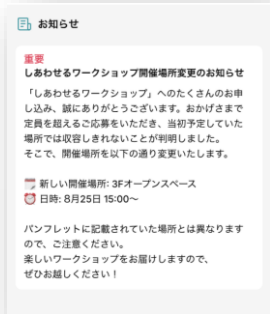 お知らせ
重要
しあわせるワークショップ開催場所変更のお知らせ
「しあわせるワークショップ」へのたくさんのお申
し込み、誠にありがとうございます。おかげさまで
定員を超えるご応募をいただき、当初予定していた
場所では収容しきれないことが判明しました。
そこで、開催場所を以下の通り変更いたします。
🗓️ 新しい開催場所: 3Fオープンスペース
⏰ 日時: 8月25日 15:00〜
パンフレットに記載されていた場所とは異なります
ので、ご注意ください。
楽しいワークショップをお届けしますので、
ぜひお越しください！